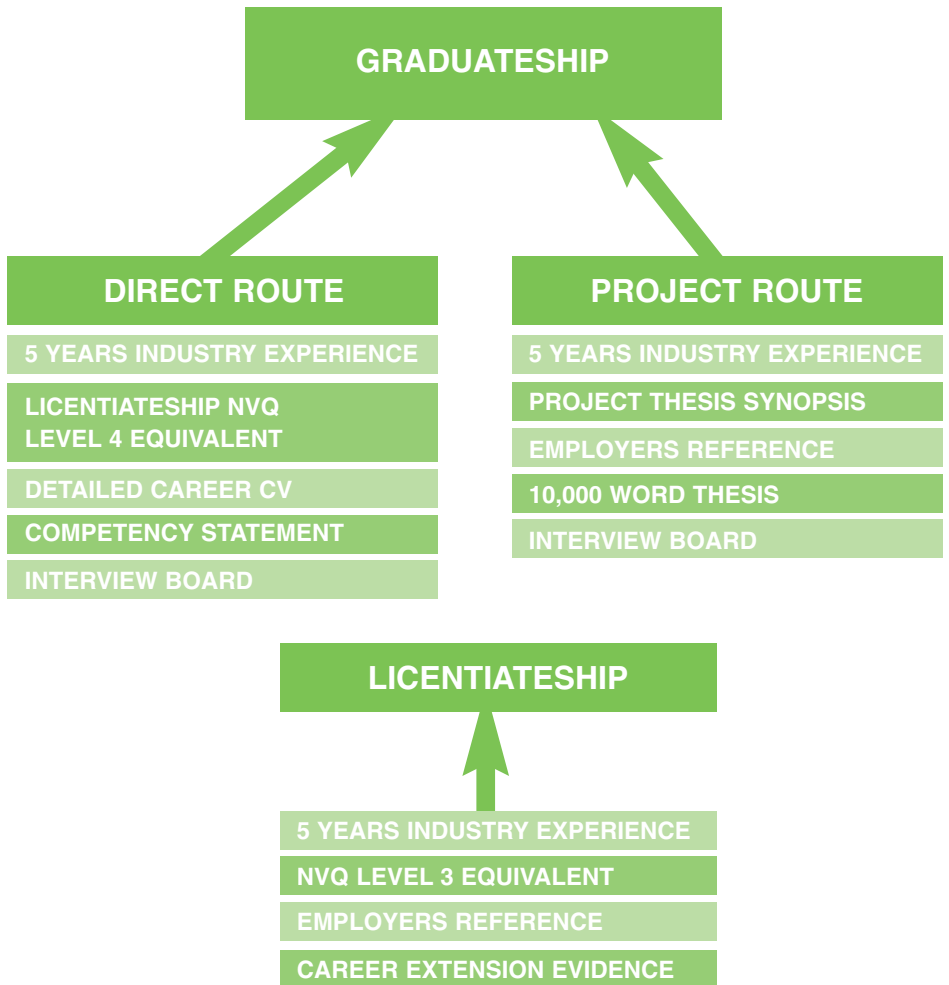 GRADUATESHIP
DIRECT ROUTE
5 YEARS INDUSTRY EXPERIENCE
LICENTIATESHIP NVQ
LEVEL 4 EQUIVALENT
DETAILED CAREER CV
COMPETENCY STATEMENT
INTERVIEW BOARD
PROJECT ROUTE
5 YEARS INDUSTRY EXPERIENCE
PROJECT THESIS SYNOPSIS
EMPLOYERS REFERENCE
10,000 WORD THESIS
INTERVIEW BOARD
LICENTIATESHIP
5 YEARS INDUSTRY EXPERIENCE
NVQ LEVEL 3 EQUIVALENT
EMPLOYERS REFERENCE
CAREER EXTENSION EVIDENCE